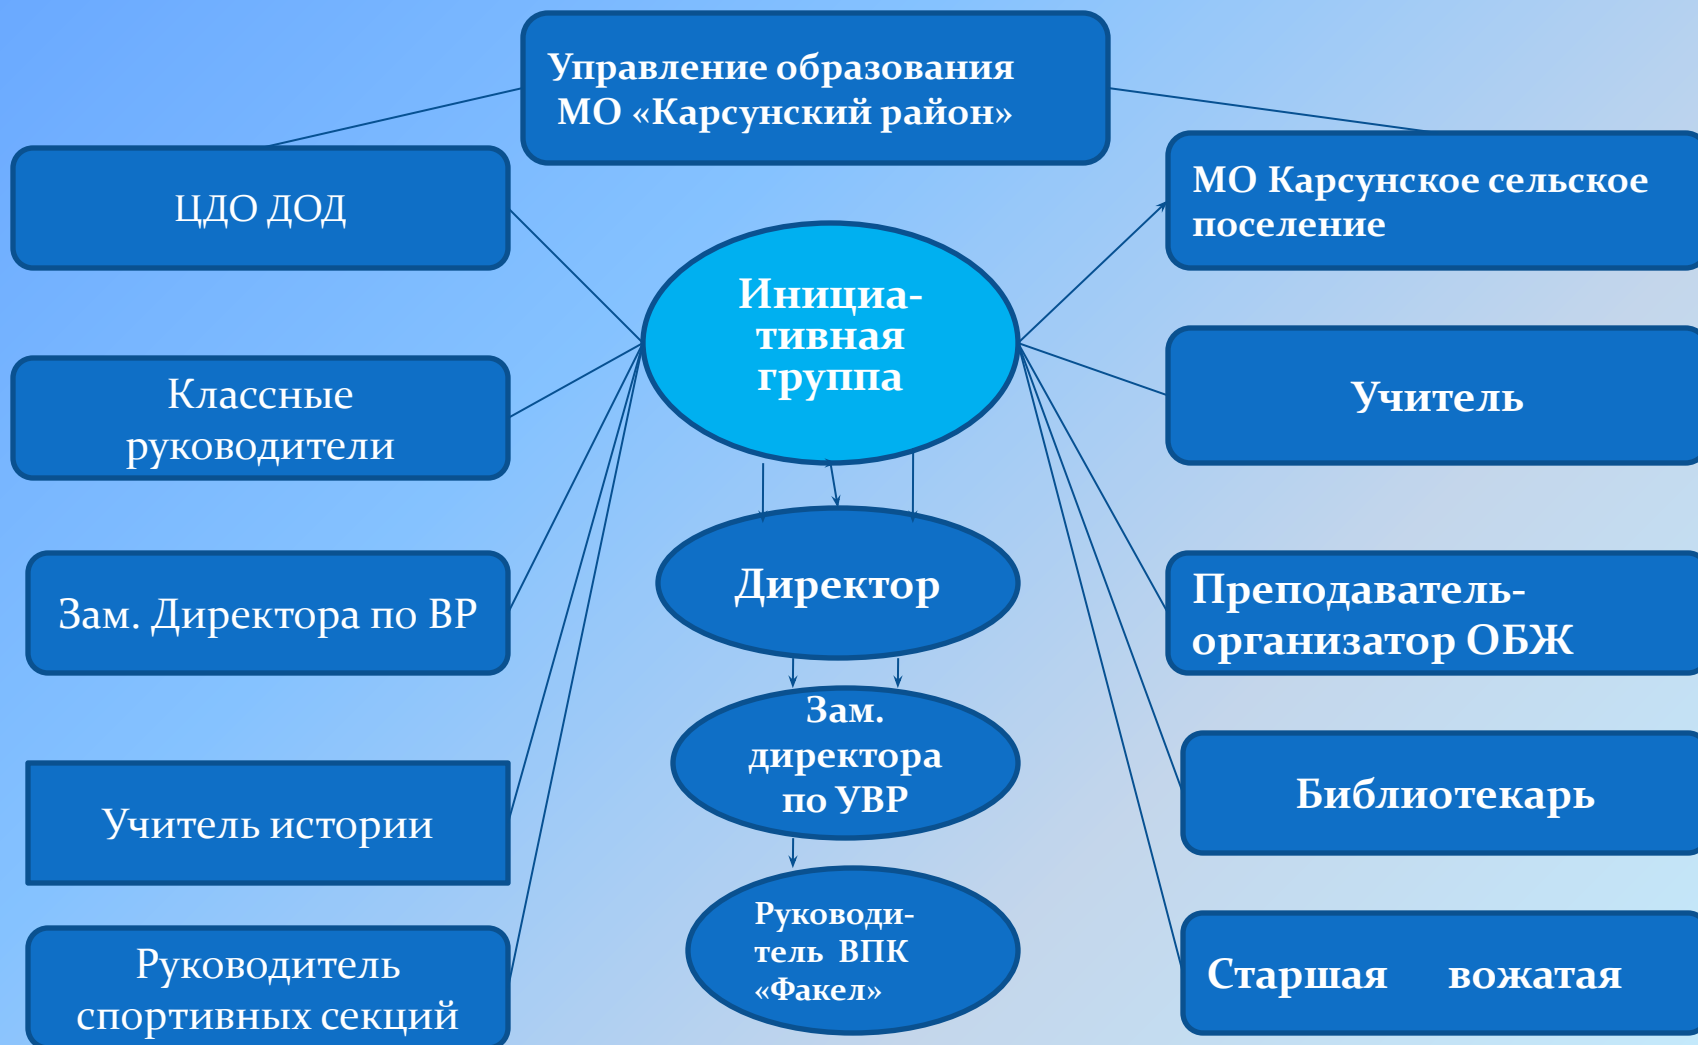 Управление образования
МО «Карсунский район»
ЦДО ДОД
МО Карсунское сельское
поселение
Инициа-
тивная
группа
Классные
руководители
Учитель
Директор
Зам. Директора по ВР
Преподаватель-
организатор ОБЖ
Зам.
директора
по УВР
Учитель истории
Библиотекарь
Руководи-
тель ВПК
«Факел»
Руководитель
спортивных секций
Старшая вожатая